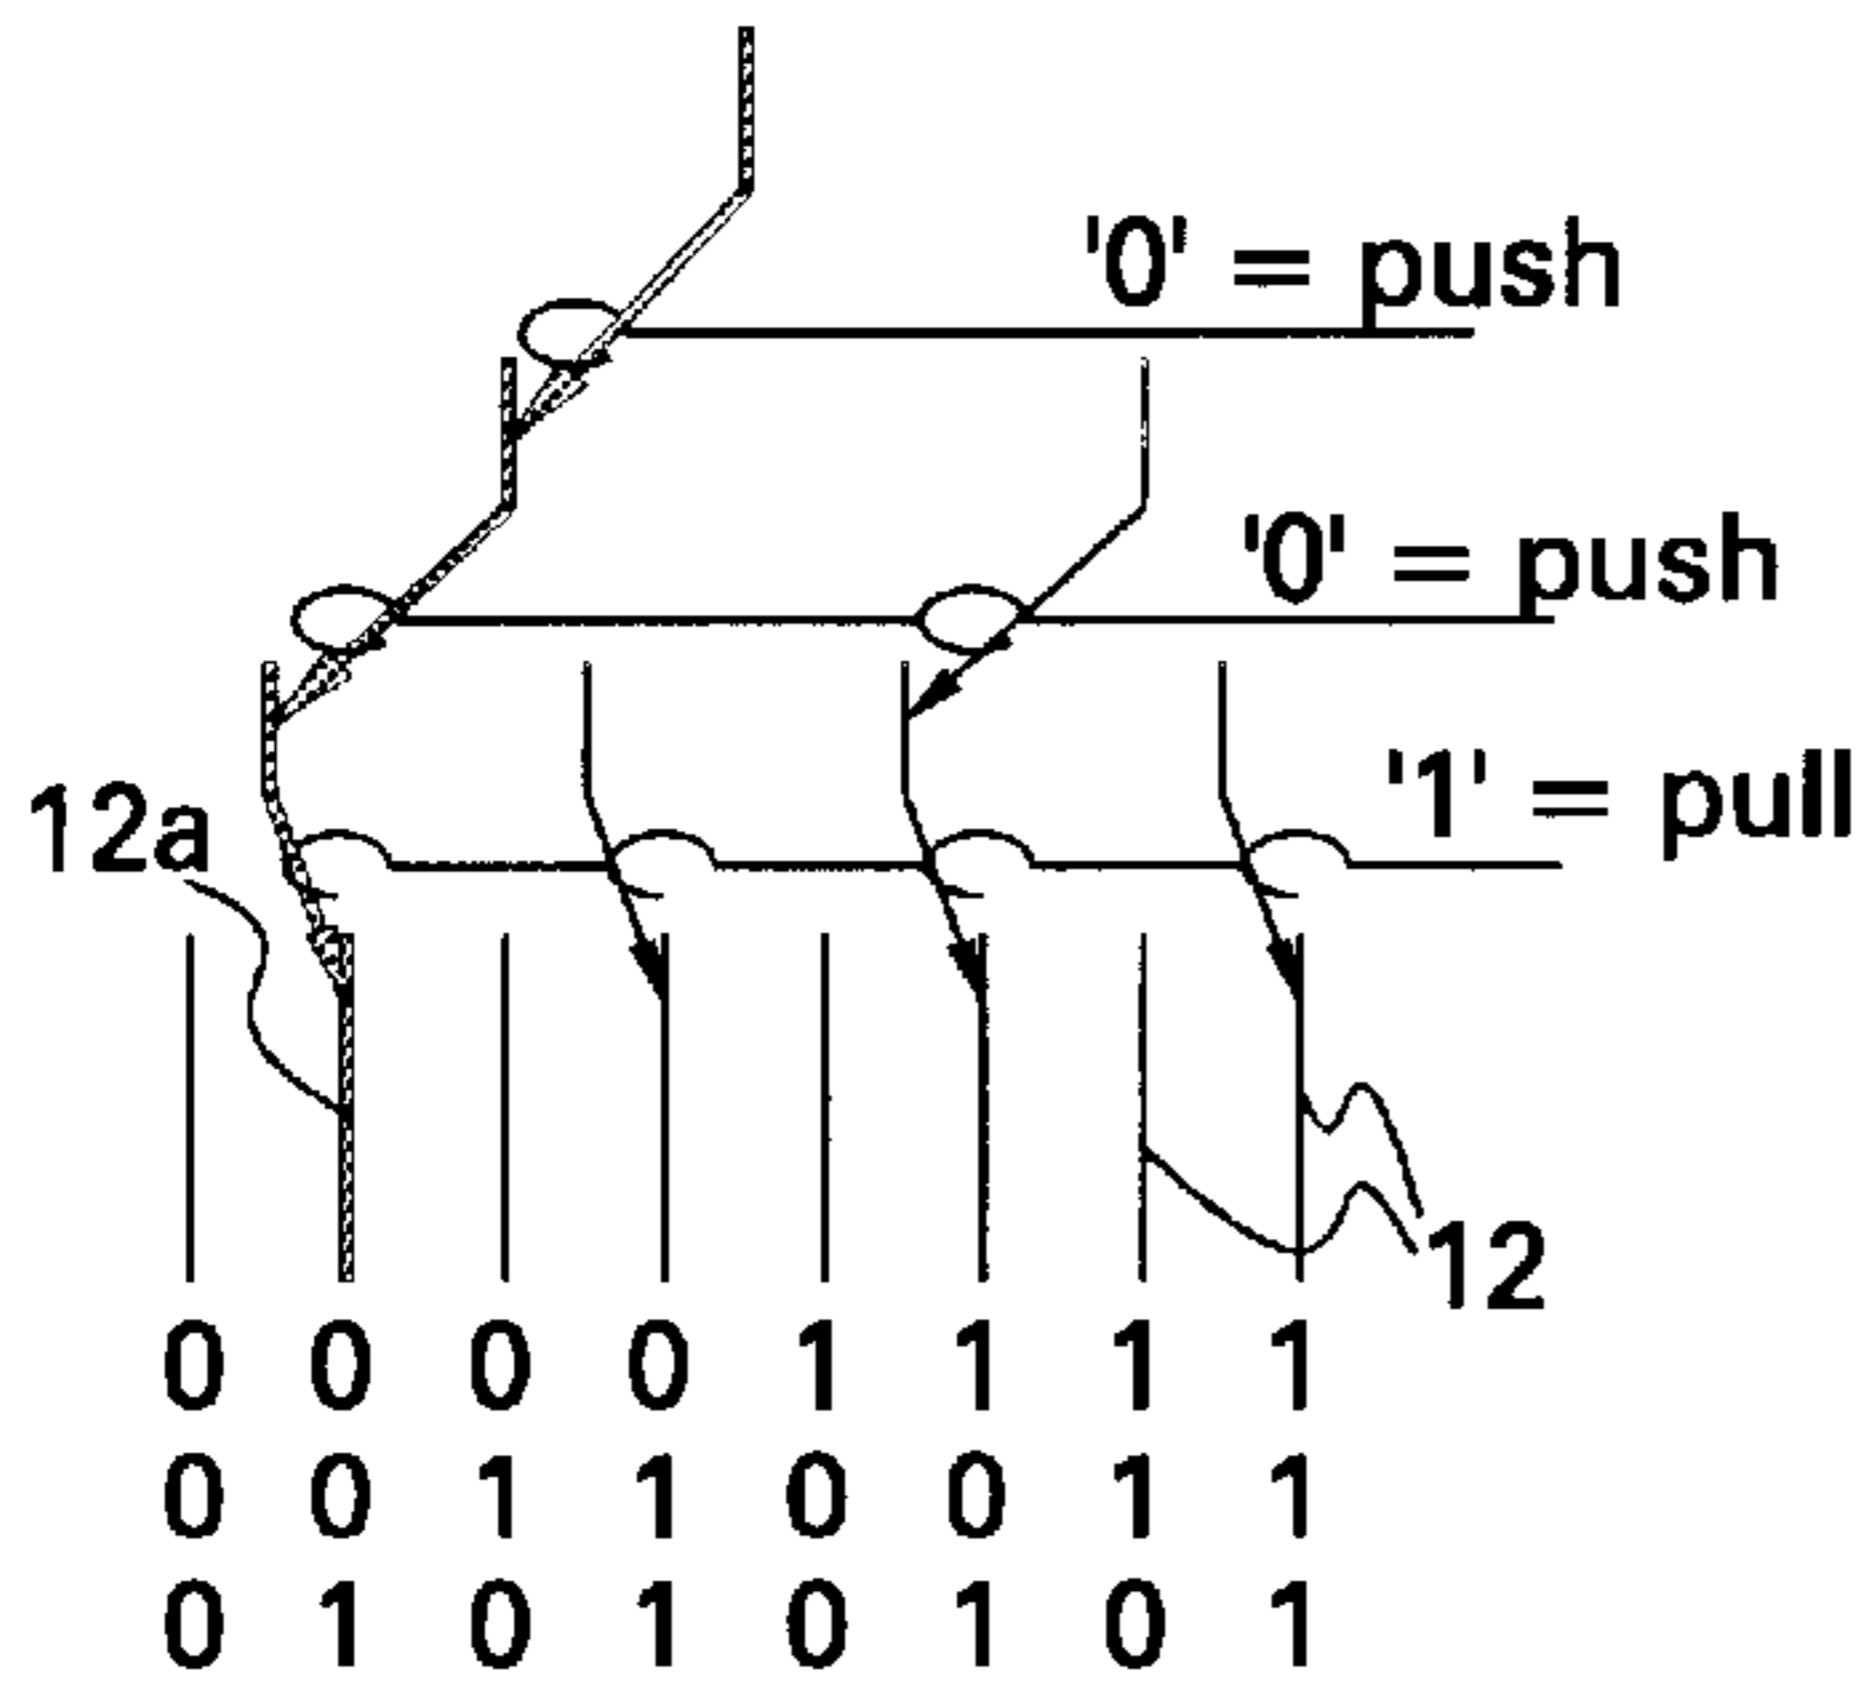 '0' = push
'0' = push
'1' = pull
12a
12
0 0 0 0 1 1 1 1
0 0 1 1 0 0 1 1
0 1 0 1 0 1 0 1